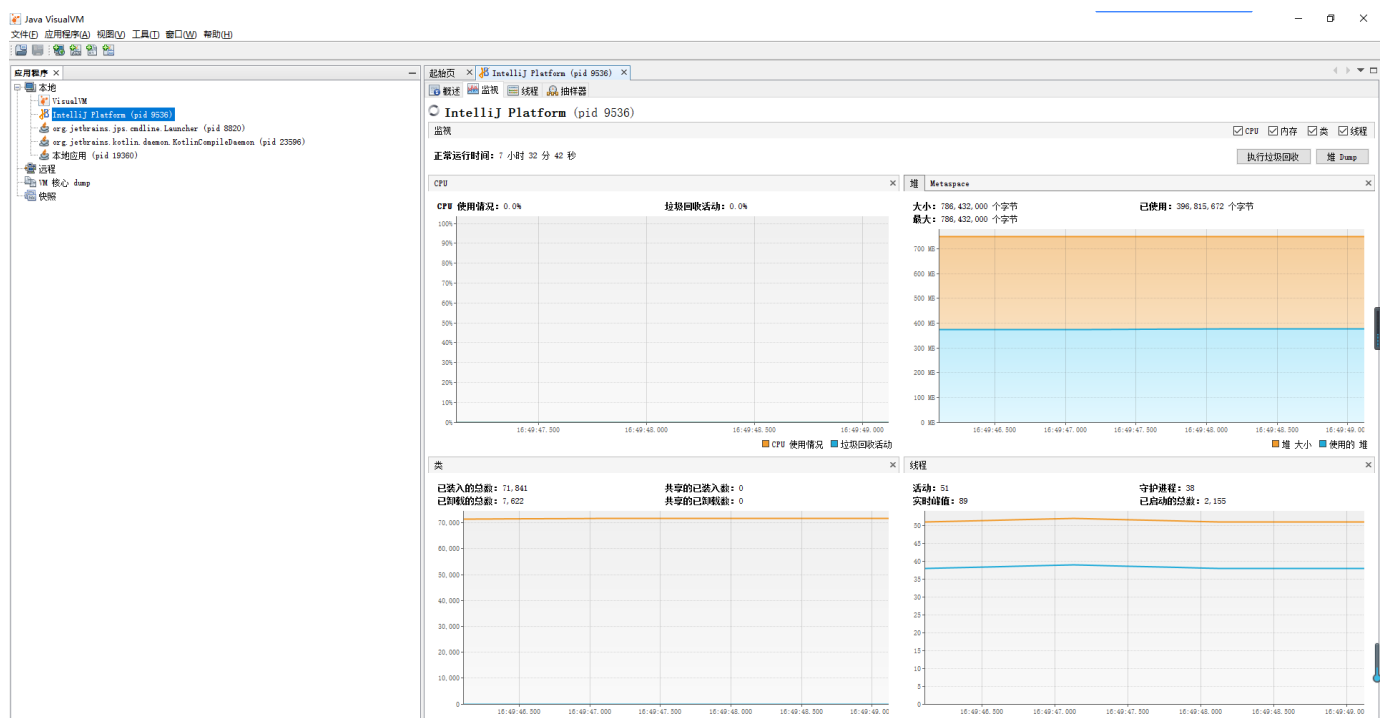 Java VisualVM
文件(F) 应用程序(A) 视图(V) 工具(T) 窗口(W) 帮助(H)
应用程序
本地
VisualVM
IntelliJ Platform (pid 9536)
org.jetbrains.jps.cmdline.Launcher (pid 8820)
org.jetbrains.kotlin.daemon.KotlinCompileDaemon (pid 23596)
本地应用 (pid 19360)
远程
VM 核心 dump
快照
起始页 IntelliJ Platform (pid 9536)
概述 监视 线程 抽样器
IntelliJ Platform (pid 9536)
监视 CPU 内存 类 线程
正常运行时间: 7 小时 32 分 42 秒 执行垃圾回收 堆 Dump
CPU
CPU 使用情况: 0.0% 垃圾回收活动: 0.0%
100%
90%
80%
70%
60%
50%
40%
30%
20%
10%
0%
16:49:47.500 16:49:48.000 16:49:48.500 16:49:49.000
CPU 使用情况 垃圾回收活动
堆 Metaspace
大小: 786,432,000 个字节 已使用: 396,815,672 个字节
最大: 786,432,000 个字节
700 MB
600 MB
500 MB
400 MB
300 MB
200 MB
100 MB
0 MB
16:49:46.500 16:49:47.000 16:49:47.500 16:49:48.000 16:49:48.500 16:49:49.00
堆 大小 使用的 堆
类
已装入的总数: 71,841 共享的已装入数: 0
已卸载的总数: 7,622 共享的已卸载数: 0
70,000
60,000
50,000
40,000
30,000
20,000
10,000
0
16:49:46.500 16:49:47.000 16:49:47.500 16:49:48.000 16:49:48.500 16:49:49.00
线程
活动: 51 守护进程: 38
实时峰值: 89 已启动的总数: 2,155
50
45
40
35
30
25
20
15
10
5
0
16:49:46.500 16:49:47.000 16:49:47.500 16:49:48.000 16:49:48.500 16:49:49.00